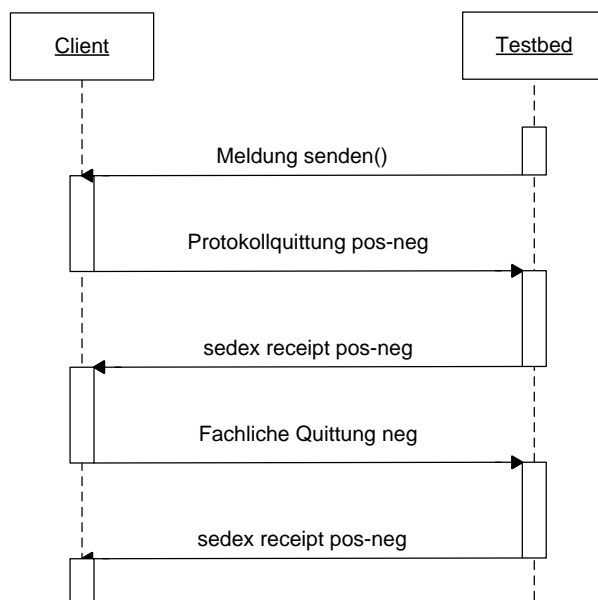 Client
Testbed
Meldung senden()
Protokollquittung pos-neg
sedex receipt pos-neg
Fachliche Quittung neg
sedex receipt pos-neg